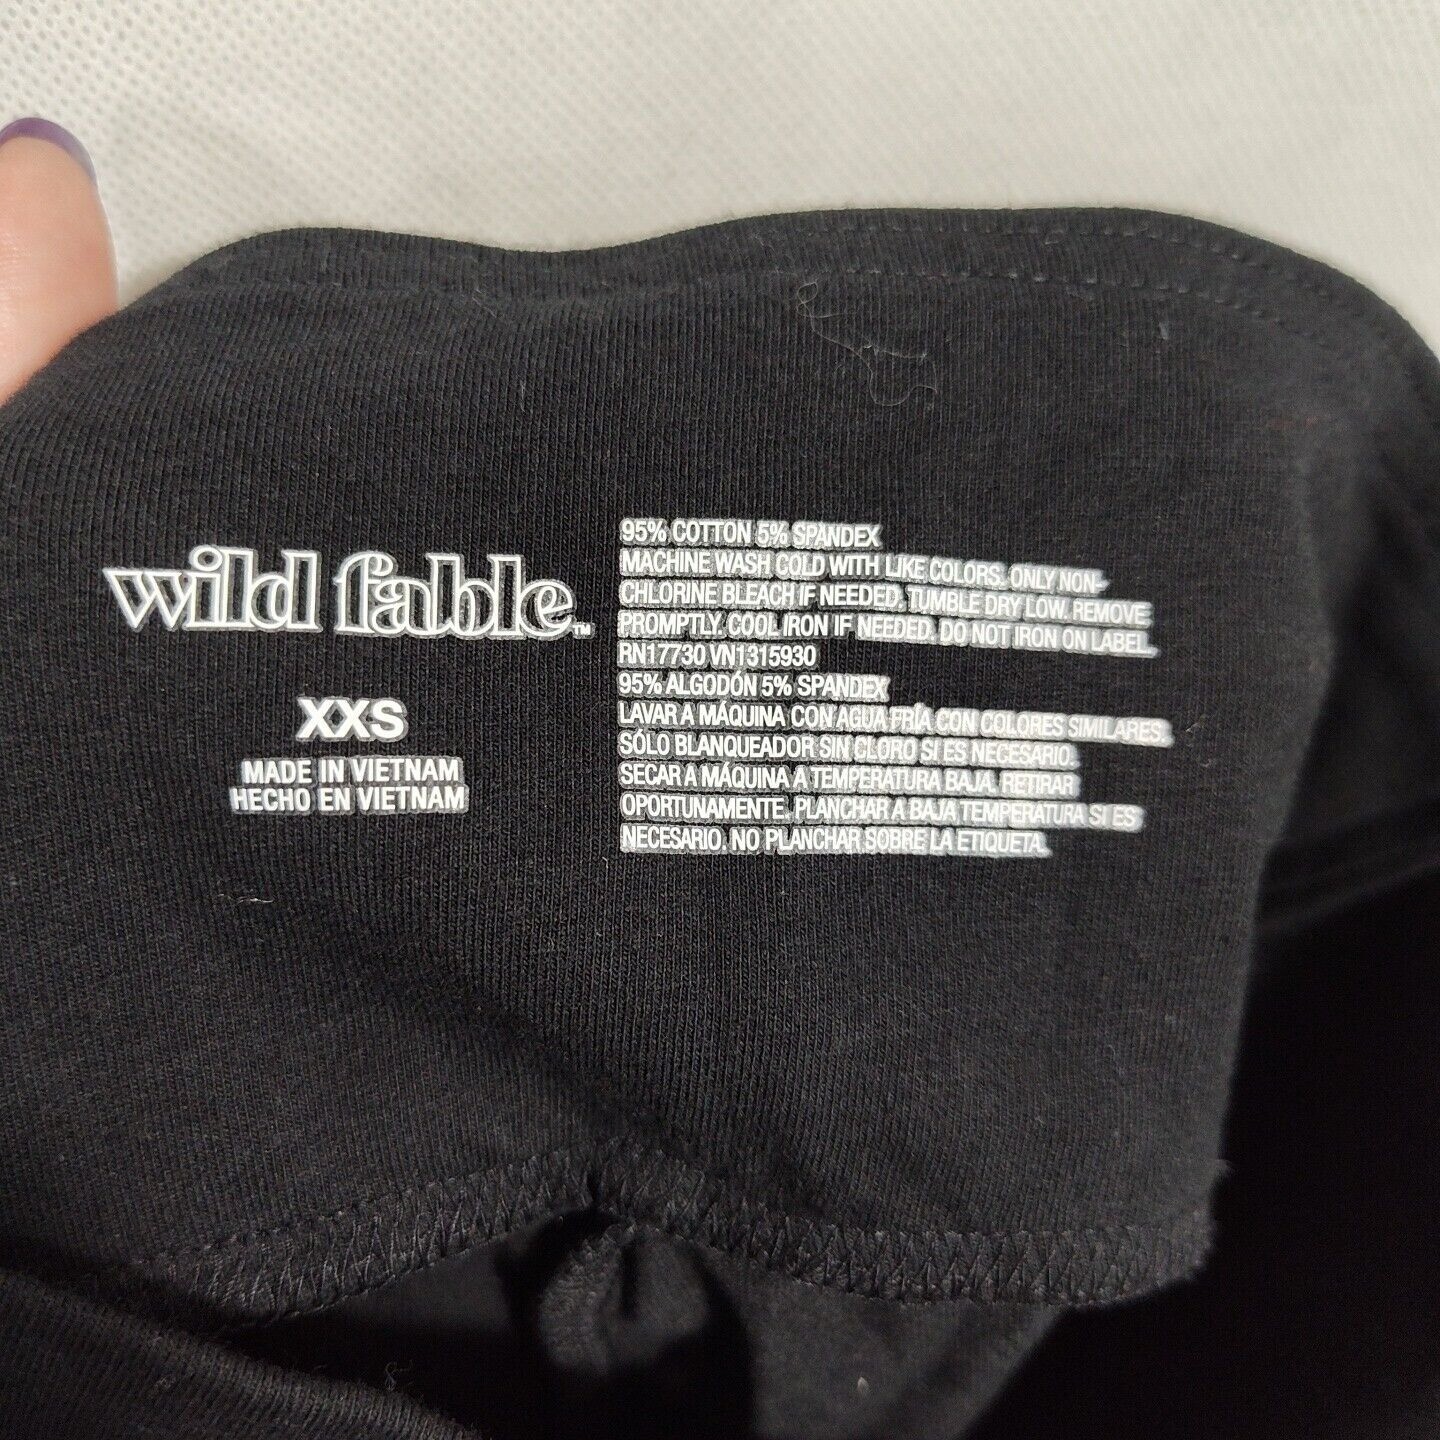 wild fable™
XXS
MADE IN VIETNAM
HECHO EN VIETNAM
95% COTTON 5% SPANDEX
MACHINE WASH COLD WITH LIKE COLORS. ONLY NON-
CHLORINE BLEACH IF NEEDED. TUMBLE DRY LOW. REMOVE
PROMPTLY. COOL IRON IF NEEDED. DO NOT IRON ON LABEL.
RN17730 VN1315930
95% ALGODÓN 5% SPANDEX
LAVAR A MÁQUINA CON AGUA FRÍA CON COLORES SIMILARES.
SÓLO BLANQUEADOR SIN CLORO SI ES NECESARIO.
SECAR A MÁQUINA A TEMPERATURA BAJA. RETIRAR
OPORTUNAMENTE. PLANCHAR A BAJA TEMPERATURA SI ES
NECESARIO. NO PLANCHAR SOBRE LA ETIQUETA.